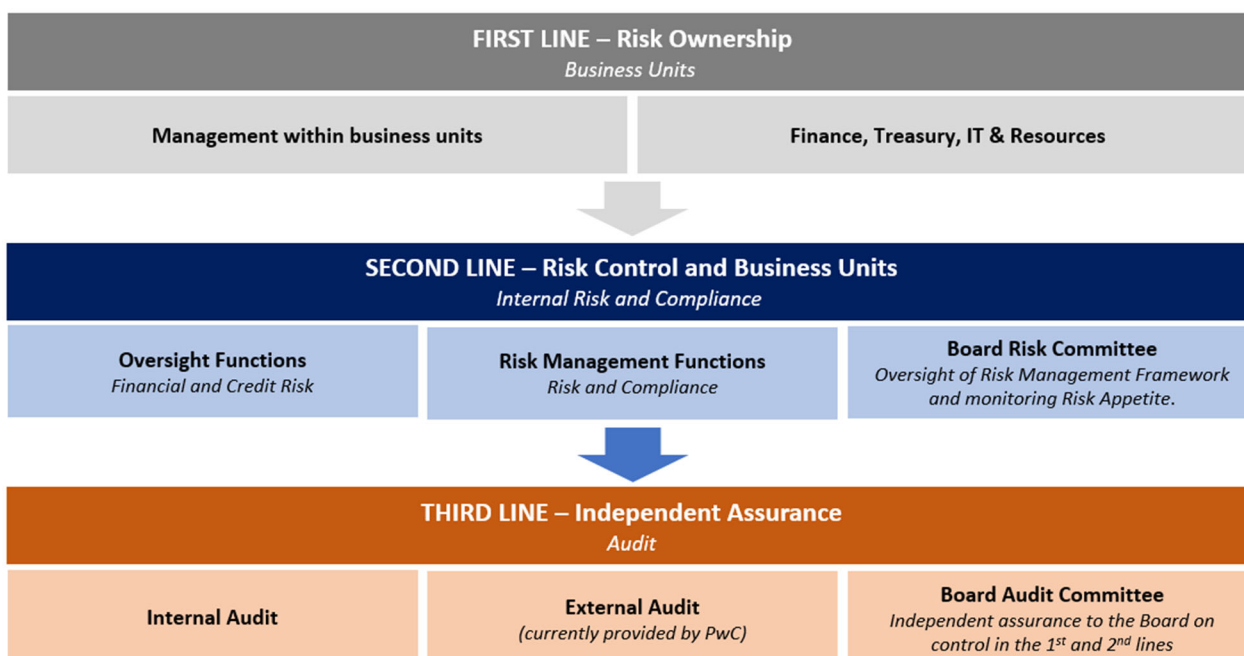 FIRST LINE – Risk Ownership
Business Units
Management within business units
Finance, Treasury, IT & Resources
SECOND LINE – Risk Control and Business Units
Internal Risk and Compliance
Oversight Functions
Financial and Credit Risk
Risk Management Functions
Risk and Compliance
Board Risk Committee
Oversight of Risk Management Framework
and monitoring Risk Appetite.
THIRD LINE – Independent Assurance
Audit
Internal Audit
External Audit
(currently provided by PwC)
Board Audit Committee
Independent assurance to the Board on
control in the 1st and 2nd lines